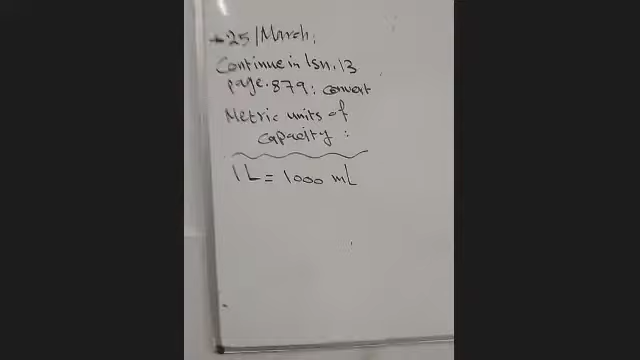 25/March.
Continue in lsn. 13
page. 879: convert
Metric units of
capacity:
1 L = 1000 mL